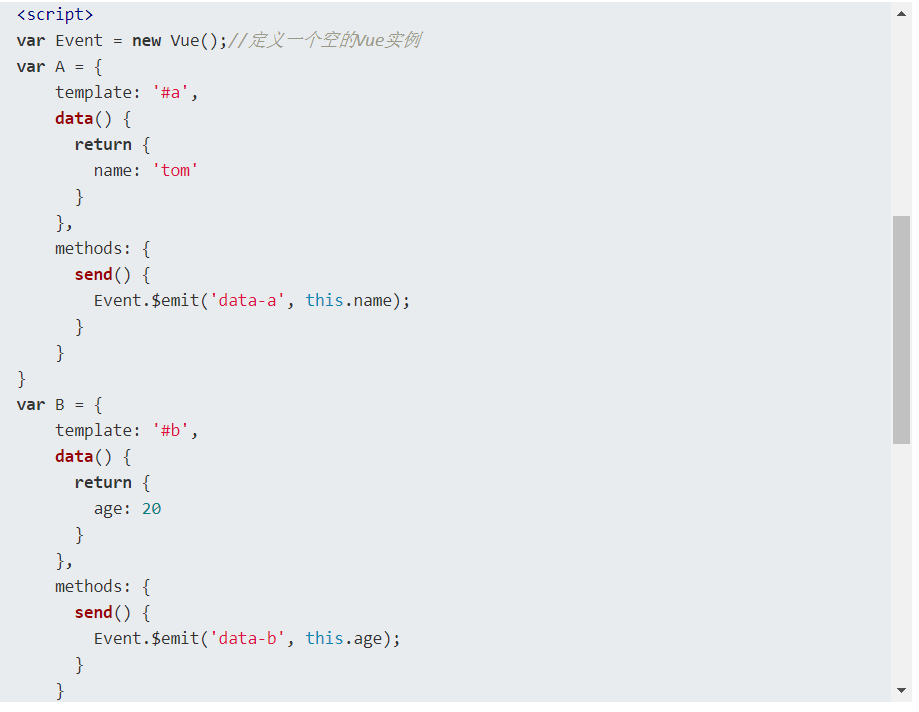 <script>
var Event = new Vue();//定义一个空的Vue实例
var A = {
    template: '#a',
    data() {
      return {
        name: 'tom'
      }
    },
    methods: {
      send() {
        Event.$emit('data-a', this.name);
      }
    }
}
var B = {
    template: '#b',
    data() {
      return {
        age: 20
      }
    },
    methods: {
      send() {
        Event.$emit('data-b', this.age);
      }
    }